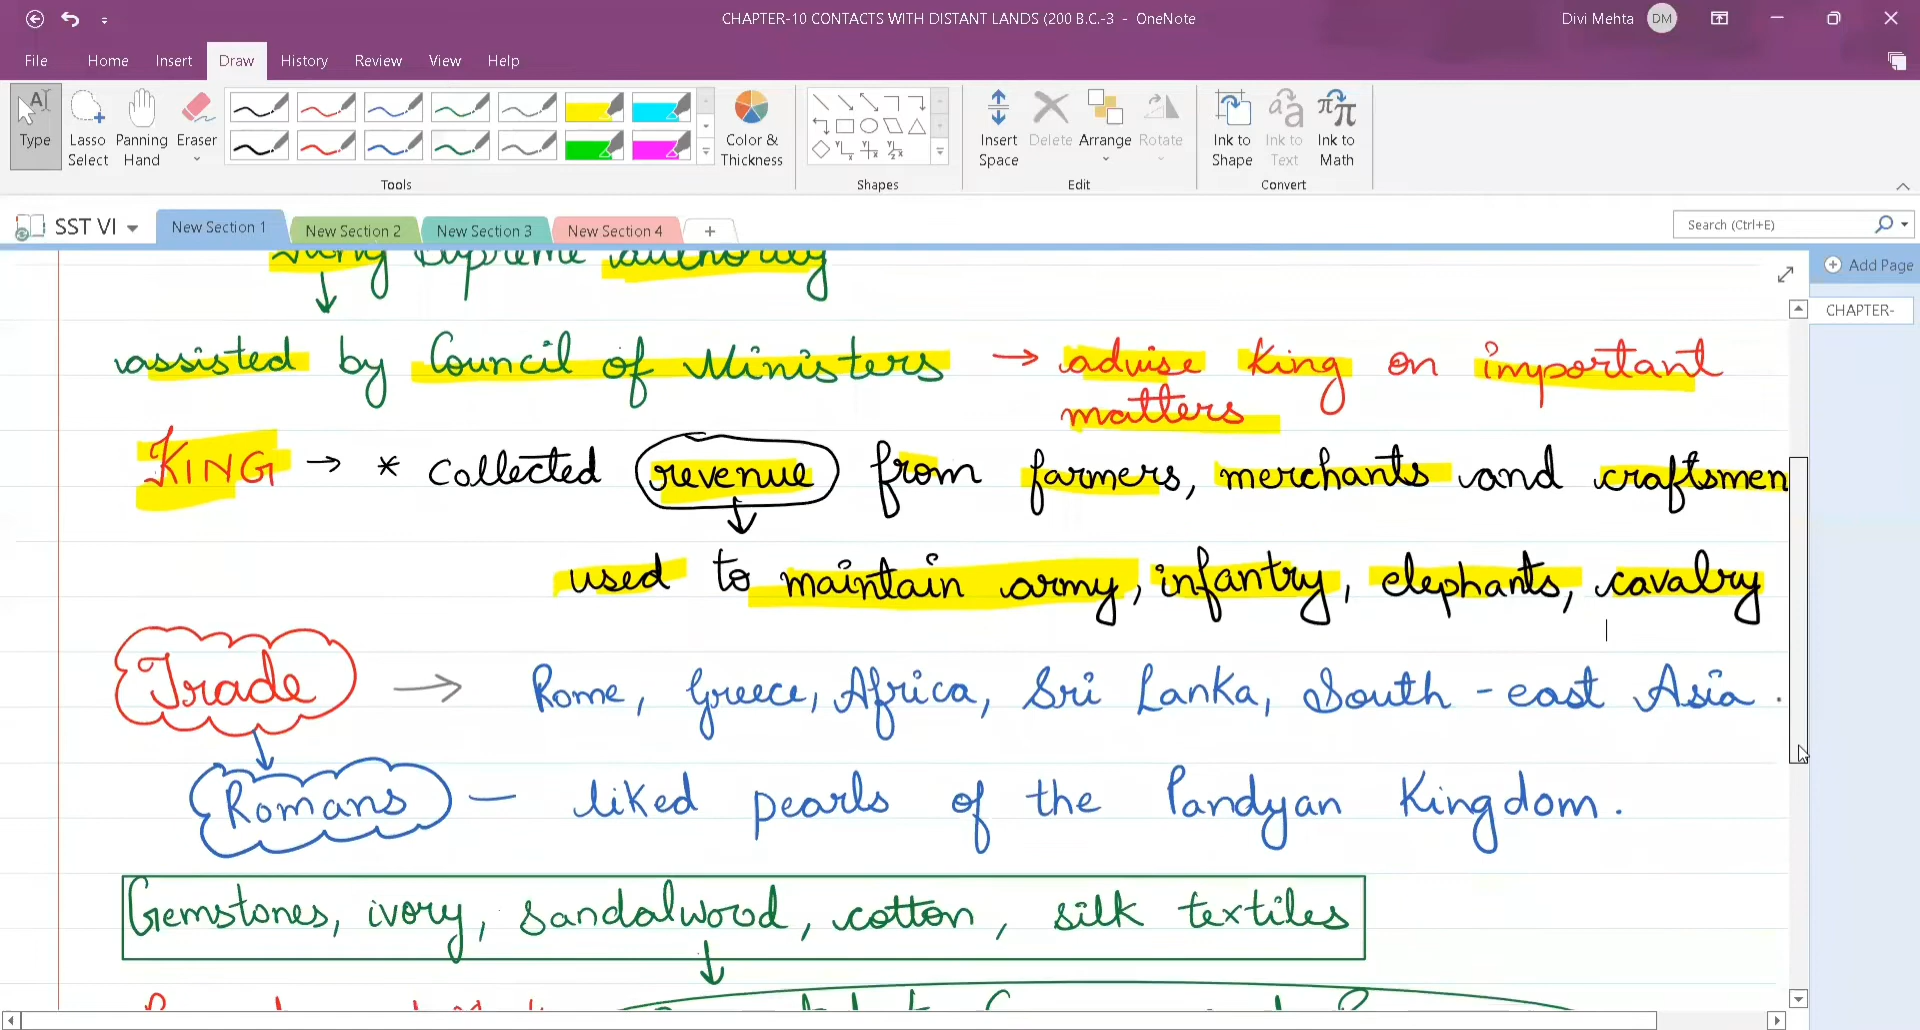 CHAPTER-10 CONTACTS WITH DISTANT LANDS (200 B.C.-3 - OneNote
Divi Mehta DM
File Home Insert Draw History Review View Help
Type
Lasso Select
Panning Hand
Eraser
Color & Thickness
Insert Space
Delete
Arrange
Rotate
Ink to Shape
Ink to Text
Ink to Math
Tools Shapes Edit Convert
SST VI New Section 1 New Section 2 New Section 3 New Section 4 + Search (Ctrl+E)
Add Page
CHAPTER-
King Supreme authority
assisted by Council of Ministers → advise King on important
matters
KING → * collected revenue from farmers, merchants and craftsmen
used to maintain army, infantry, elephants, cavalry
Trade → Rome, Greece, Africa, Sri Lanka, South-east Asia.
Romans — liked pearls of the Pandyan Kingdom.
Gemstones, ivory, sandalwood, cotton, silk textiles